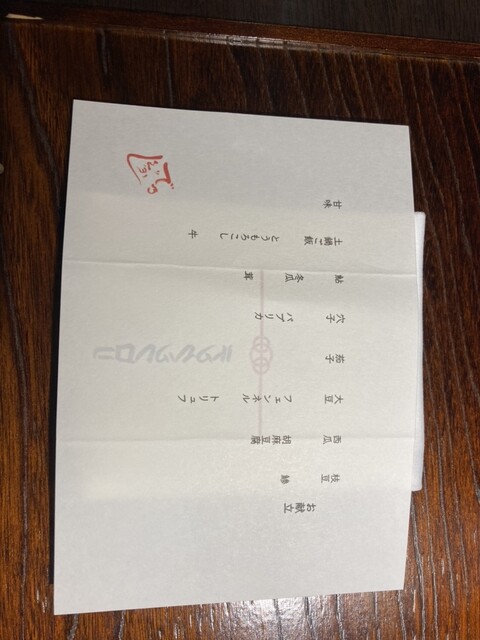 お献立
枝豆　鯵
西瓜　胡麻豆腐
大豆　フェンネル　トリュフ
茄子
穴子　パプリカ
鮎　冬瓜　茸
土鍋ご飯　とうもろこし　牛
甘味